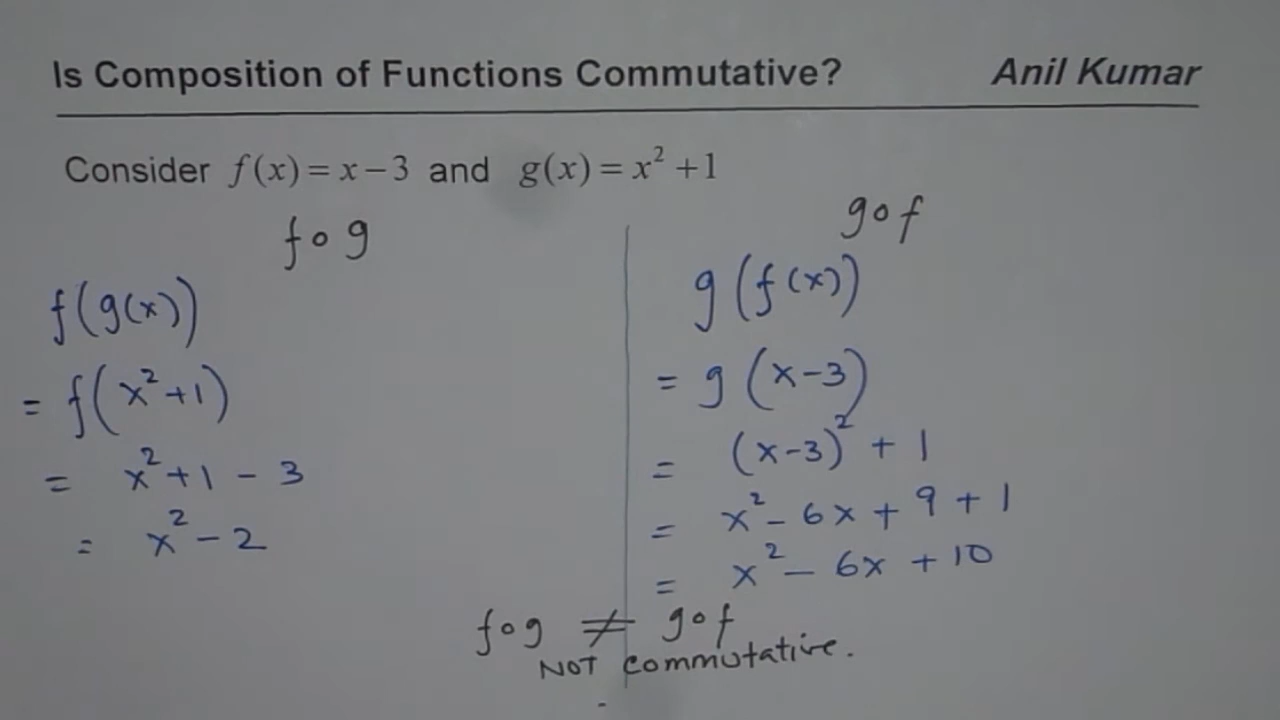 Is Composition of Functions Commutative? Anil Kumar
Consider f(x) = x − 3 and g(x) = x² + 1
f∘g
f(g(x))
= f(x²+1)
= x²+1 − 3
= x² − 2
g∘f
g(f(x))
= g(x−3)
= (x−3)² + 1
= x² − 6x + 9 + 1
= x² − 6x + 10
f∘g ≠ g∘f
NOT commutative.